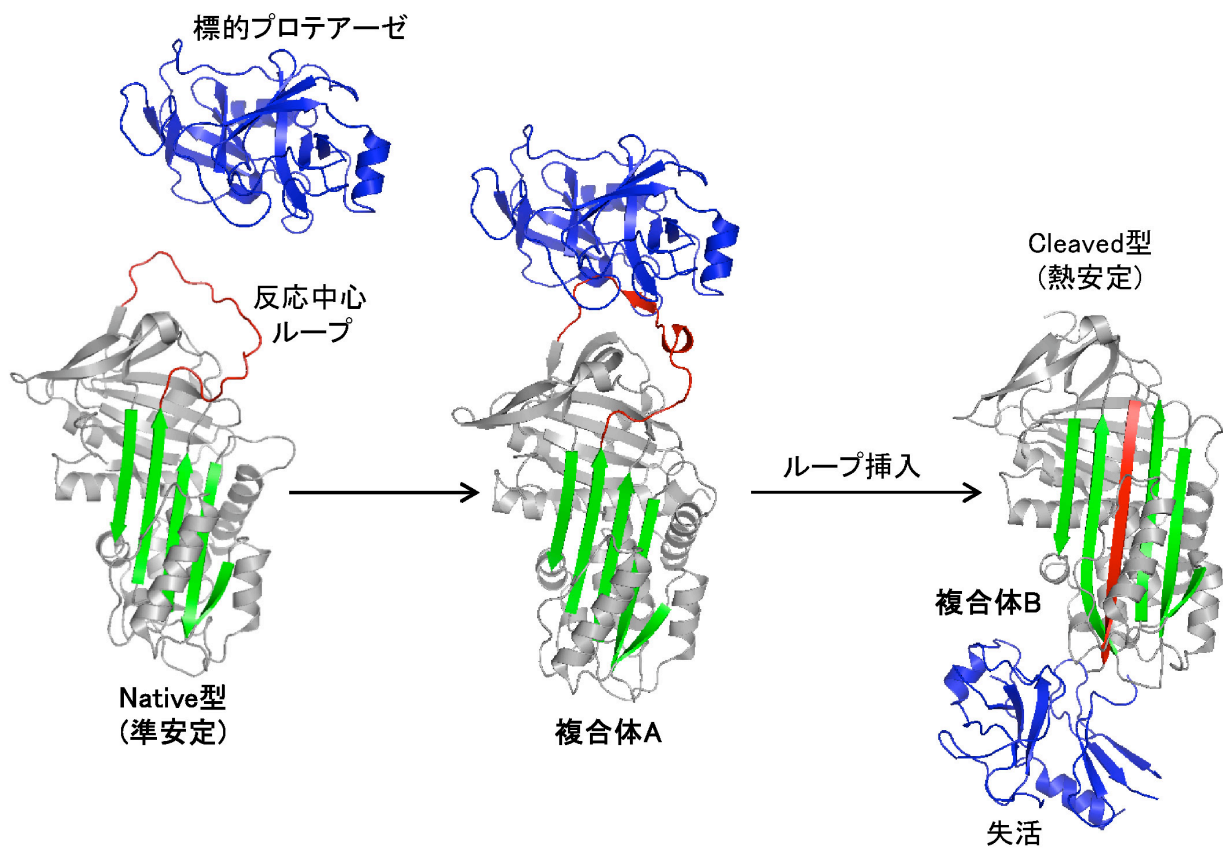 標的プロテアーゼ
反応中心
ループ
Native型
(準安定)
複合体A
ループ挿入
Cleaved型
(熱安定)
複合体B
失活